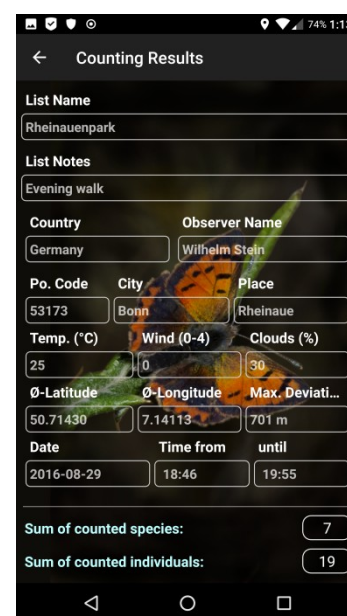 74% 1:1
Counting Results
List Name
Rheinauenpark
List Notes
Evening walk
Country Observer Name
Germany Wilhelm Stein
Po. Code City Place
53173 Bonn Rheinaue
Temp. (°C) Wind (0-4) Clouds (%)
25 0 30
Ø-Latitude Ø-Longitude Max. Deviati...
50.71430 7.14113 701 m
Date Time from until
2016-08-29 18:46 19:55
Sum of counted species: 7
Sum of counted individuals: 19